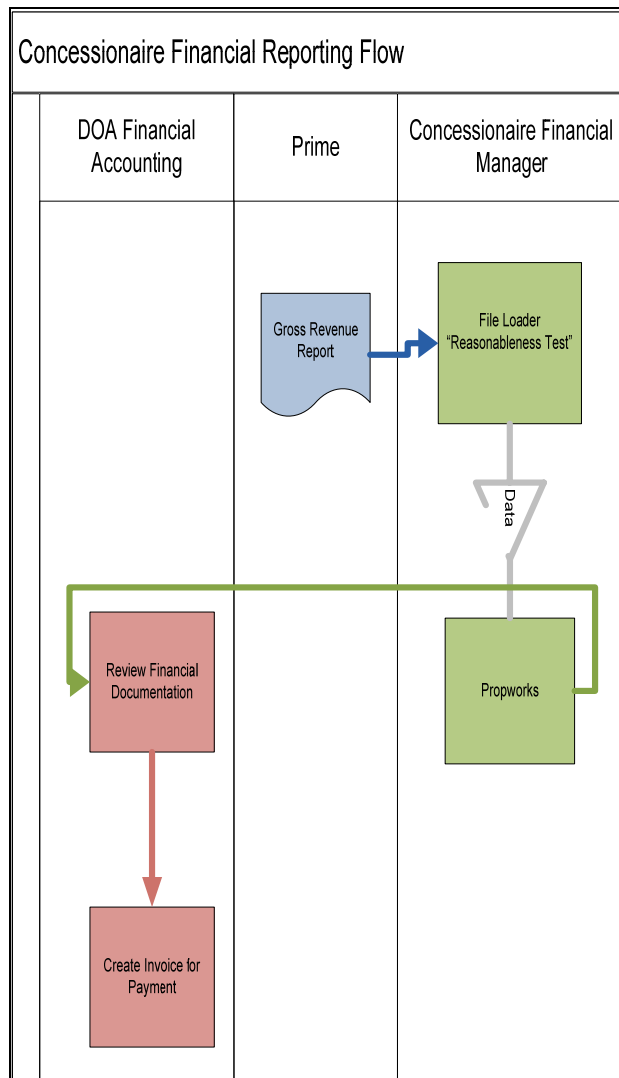 Concessionaire Financial Reporting Flow
DOA Financial
Accounting
Prime
Concessionaire Financial
Manager
Gross Revenue
Report
File Loader
“Reasonableness Test”
Data
Review Financial
Documentation
Propworks
Create Invoice for
Payment